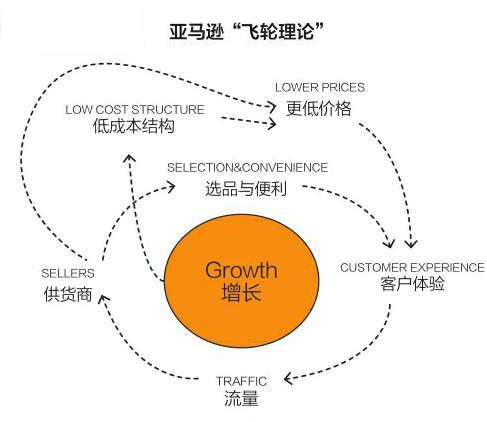 亚马逊“飞轮理论”
LOWER PRICES
更低价格
LOW COST STRUCTURE
低成本结构
SELECTION&CONVENIENCE
选品与便利
Growth
增长
SELLERS
供货商
CUSTOMER EXPERIENCE
客户体验
TRAFFIC
流量